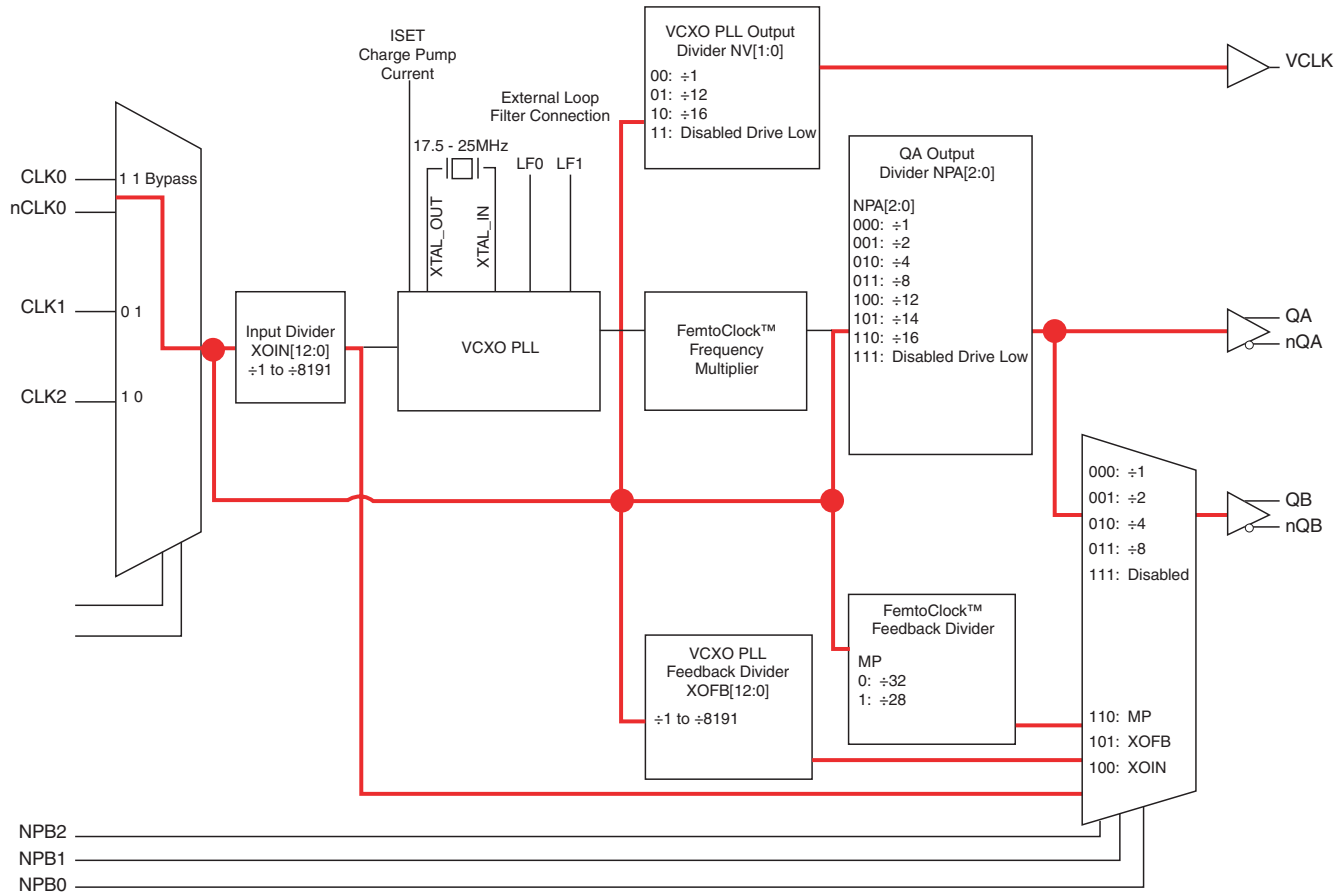 ISET
Charge Pump
Current
External Loop
Filter Connection
17.5 - 25MHz
LF0 LF1
XTAL_OUT
XTAL_IN
VCXO PLL Output
Divider NV[1:0]
00: ÷1
01: ÷12
10: ÷16
11: Disabled Drive Low
VCLK
CLK0
nCLK0
CLK1
CLK2
1 1 Bypass
0 1
1 0
Input Divider
XOIN[12:0]
÷1 to ÷8191
VCXO PLL
FemtoClock™
Frequency
Multiplier
QA Output
Divider NPA[2:0]
NPA[2:0]
000: ÷1
001: ÷2
010: ÷4
011: ÷8
100: ÷12
101: ÷14
110: ÷16
111: Disabled Drive Low
QA
nQA
000: ÷1
001: ÷2
010: ÷4
011: ÷8
111: Disabled
110: MP
101: XOFB
100: XOIN
QB
nQB
VCXO PLL
Feedback Divider
XOFB[12:0]
÷1 to ÷8191
FemtoClock™
Feedback Divider
MP
0: ÷32
1: ÷28
NPB2
NPB1
NPB0